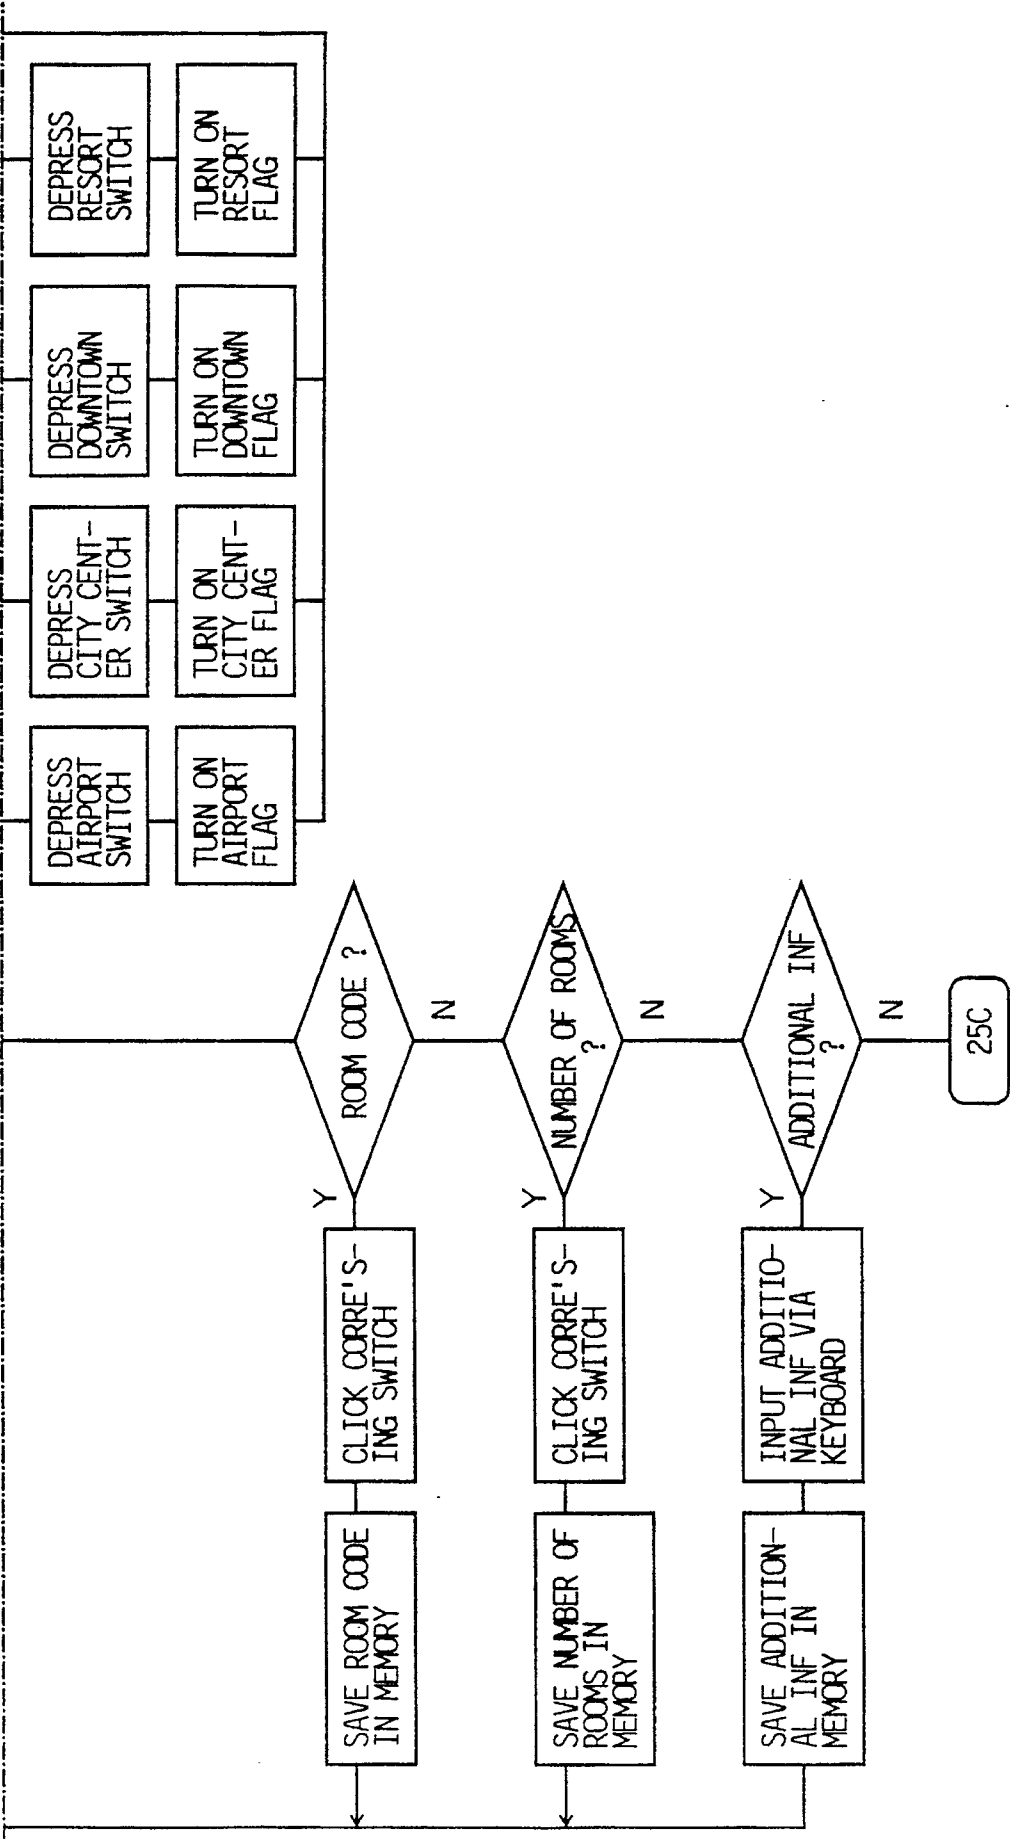 DEPRESS
AIRPORT
SWITCH
TURN ON
AIRPORT
FLAG
DEPRESS
CITY CENT-
ER SWITCH
TURN ON
CITY CENT-
ER FLAG
DEPRESS
DOWNTOWN
SWITCH
TURN ON
DOWNTOWN
FLAG
DEPRESS
RESORT
SWITCH
TURN ON
RESORT
FLAG
ROOM CODE ?
Y
N
CLICK CORRE'S-
ING SWITCH
SAVE ROOM CODE
IN MEMORY
NUMBER OF ROOMS
?
Y
N
CLICK CORRE'S-
ING SWITCH
SAVE NUMBER OF
ROOMS IN
MEMORY
ADDITIONAL INF
?
Y
N
INPUT ADDITIO-
NAL INF VIA
KEYBOARD
SAVE ADDITION-
AL INF IN
MEMORY
25C